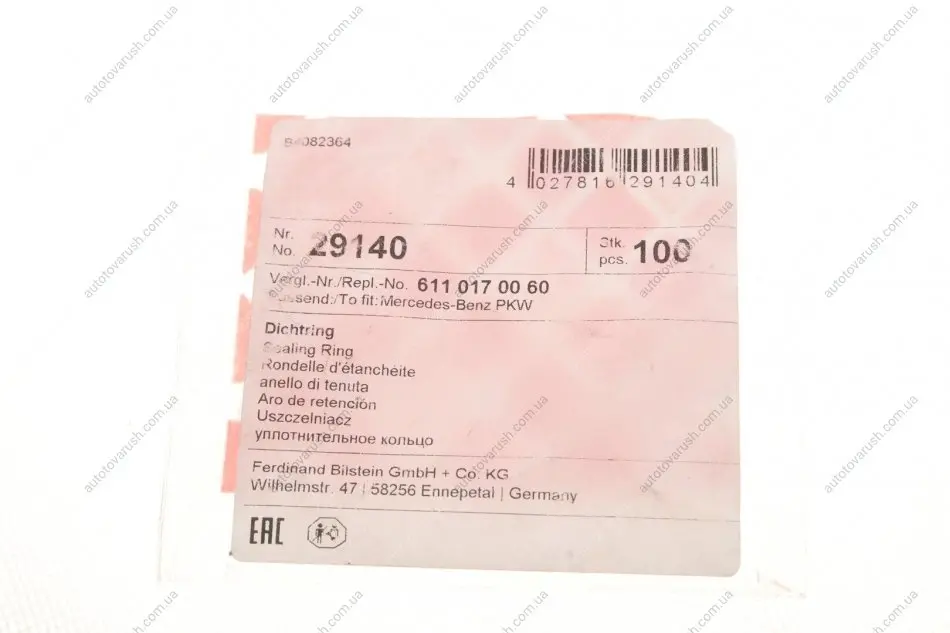 84082364
4 027816 291404
Nr.
No. 29140
Stk.
pcs. 100
Vergl.-Nr./Repl.-No. 611 017 00 60
/To fit: Mercedes-Benz PKW
Dichtring
Sealing Ring
Rondelle d'étanchéite
anello di tenuta
Aro de retención
Uszczelniacz
уплотнительное кольцо
Ferdinand Bilstein GmbH + Co. KG
Wilhelmstr. 47 | 58256 Ennepetal | Germany
EAC
autotovarush.com.ua